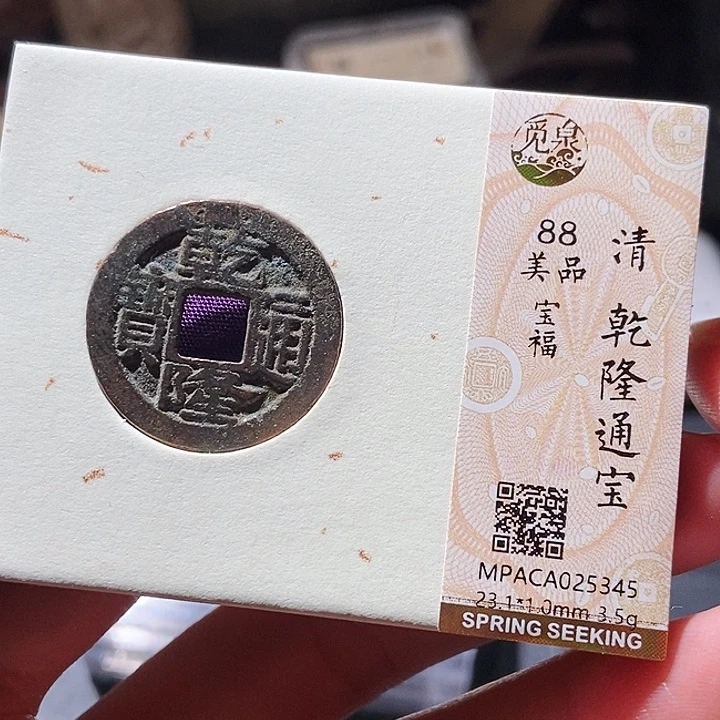 乾隆通寶
觅泉
88
美品
宝福
清 乾隆通宝
MPACA025345
23.1*1.0mm 3.5g
SPRING SEEKING